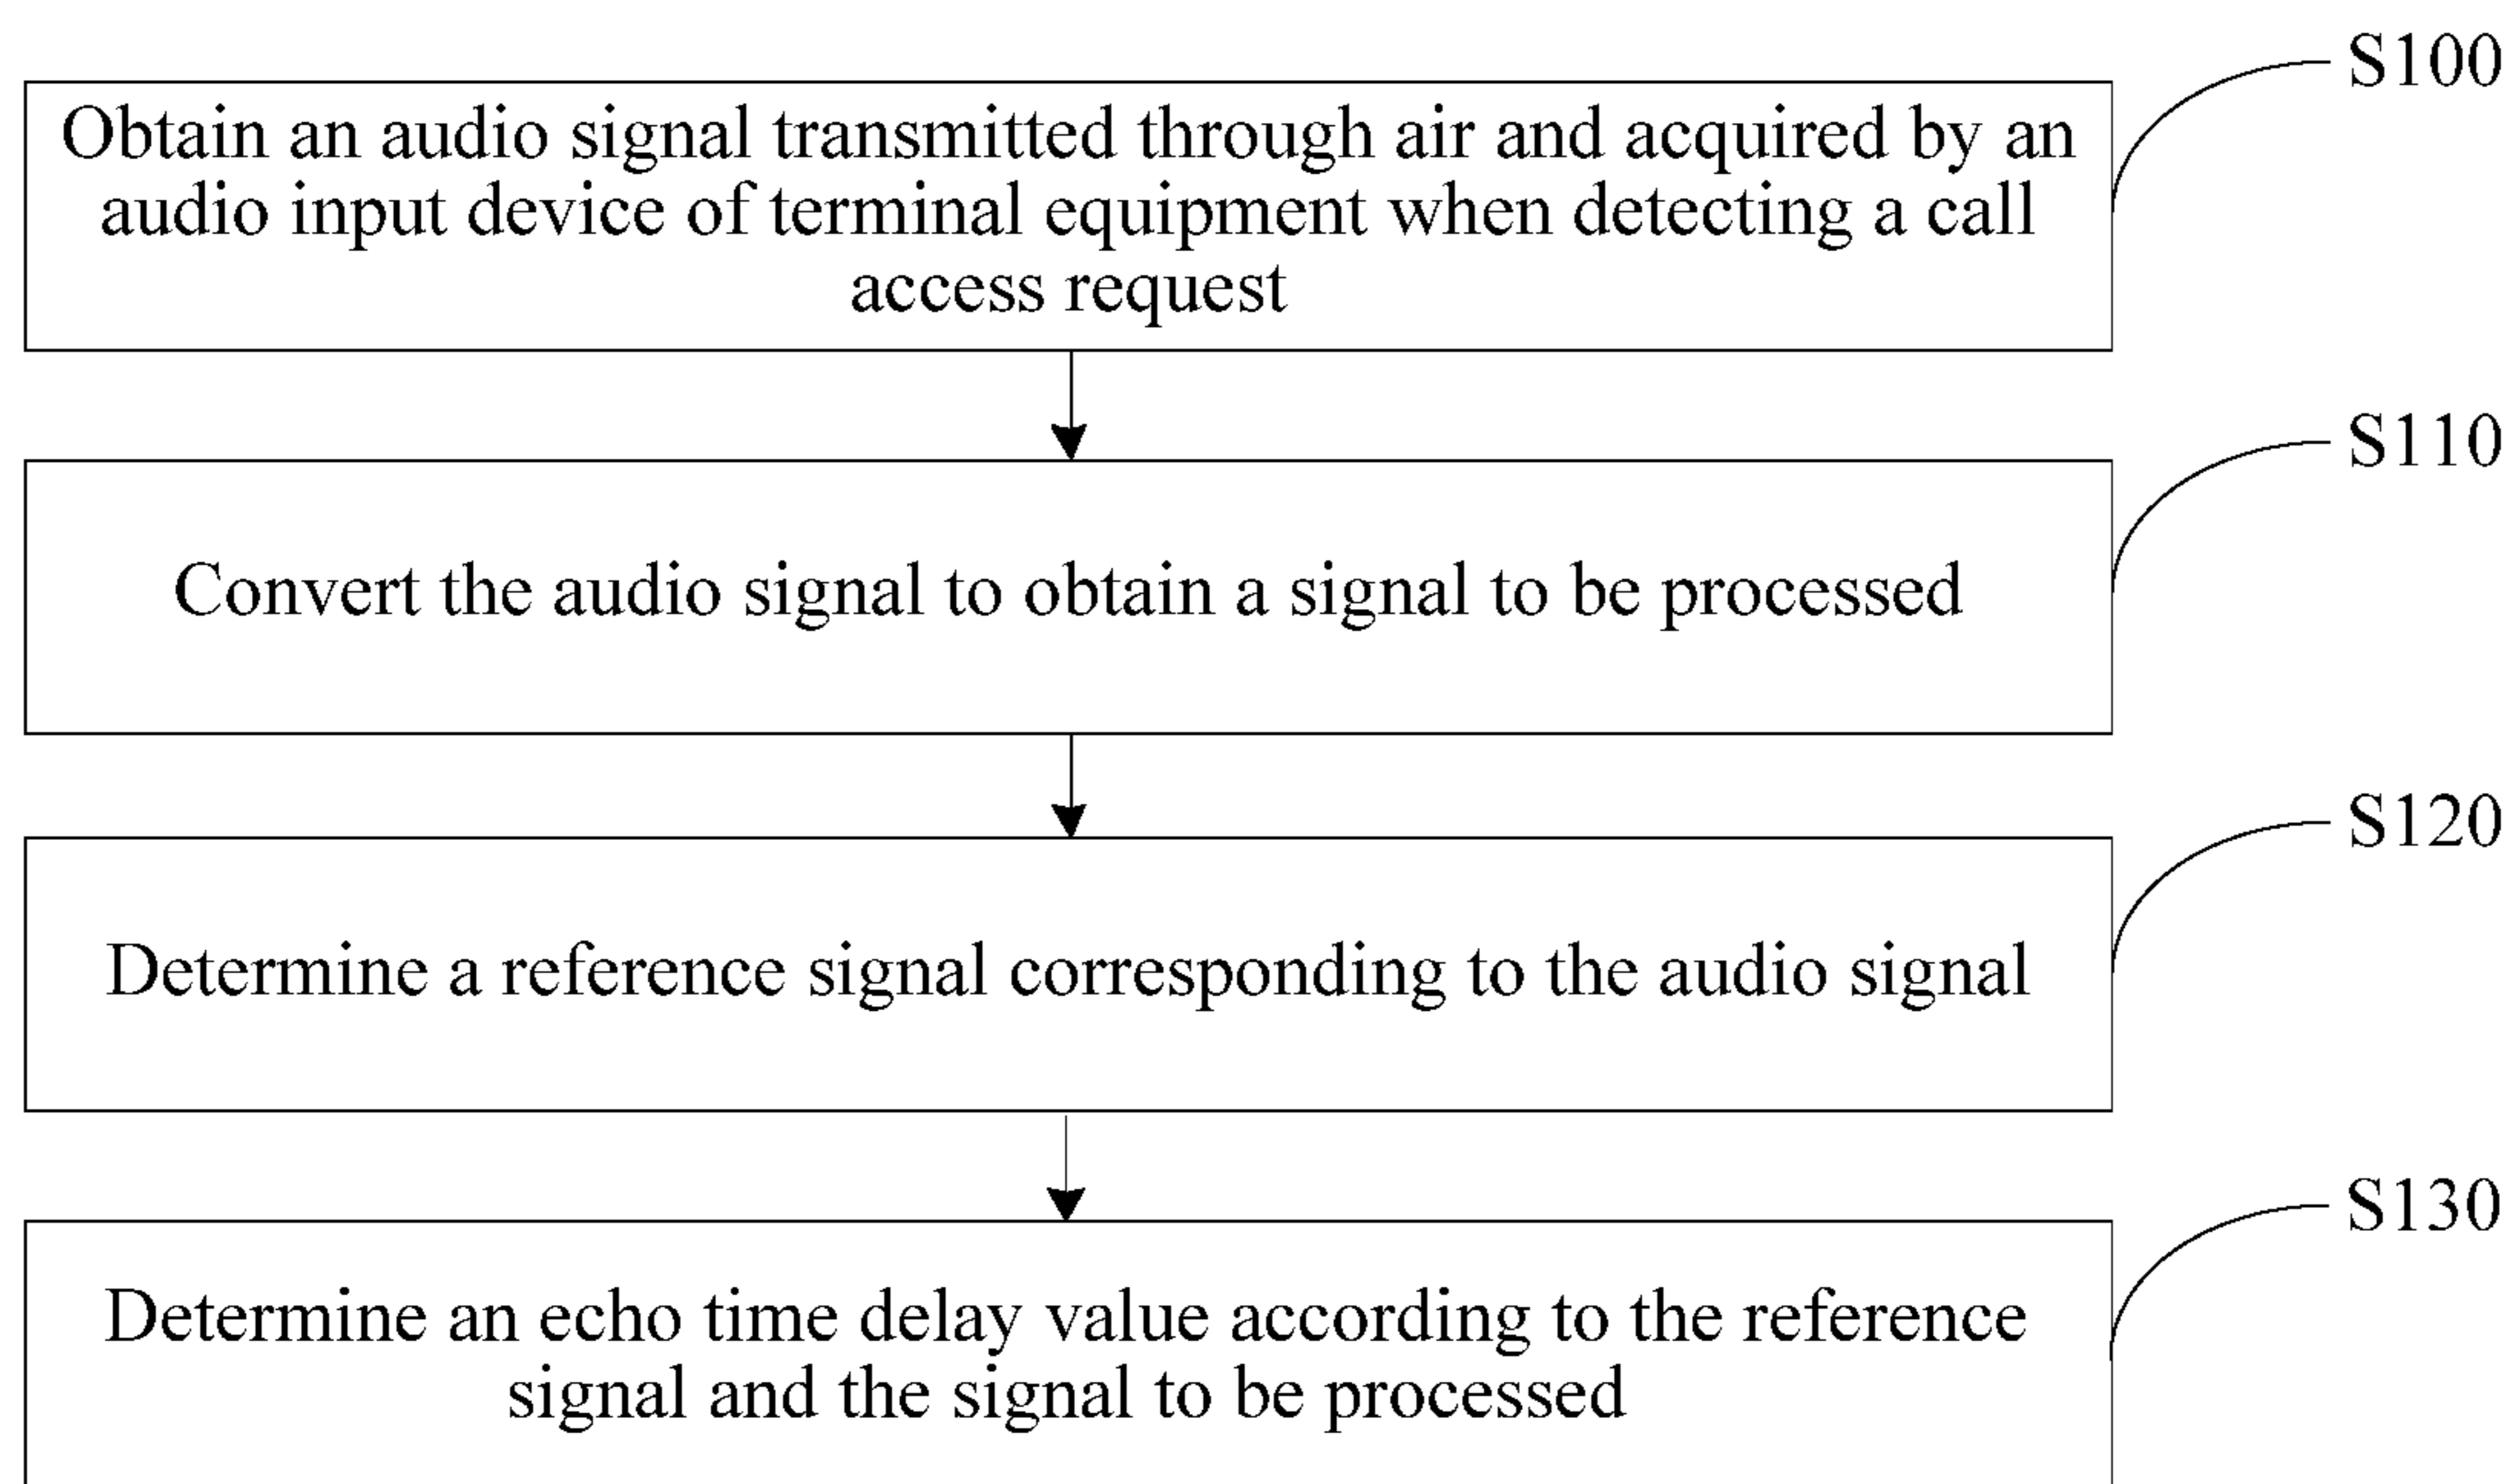 S100
Obtain an audio signal transmitted through air and acquired by an
audio input device of terminal equipment when detecting a call
access request
S110
Convert the audio signal to obtain a signal to be processed
S120
Determine a reference signal corresponding to the audio signal
S130
Determine an echo time delay value according to the reference
signal and the signal to be processed